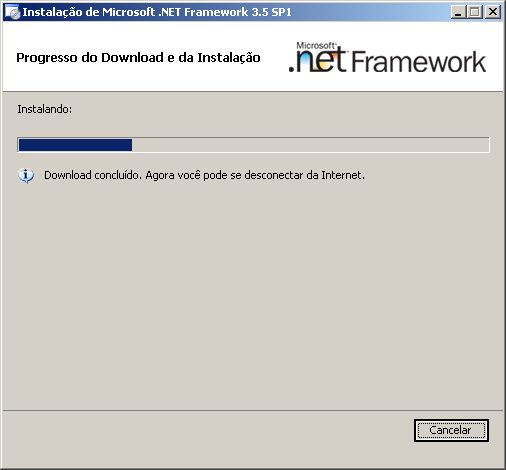 Instalação de Microsoft .NET Framework 3.5 SP1
Progresso do Download e da Instalação
Microsoft®
.net Framework
Instalando:
Download concluído. Agora você pode se desconectar da Internet.
Cancelar